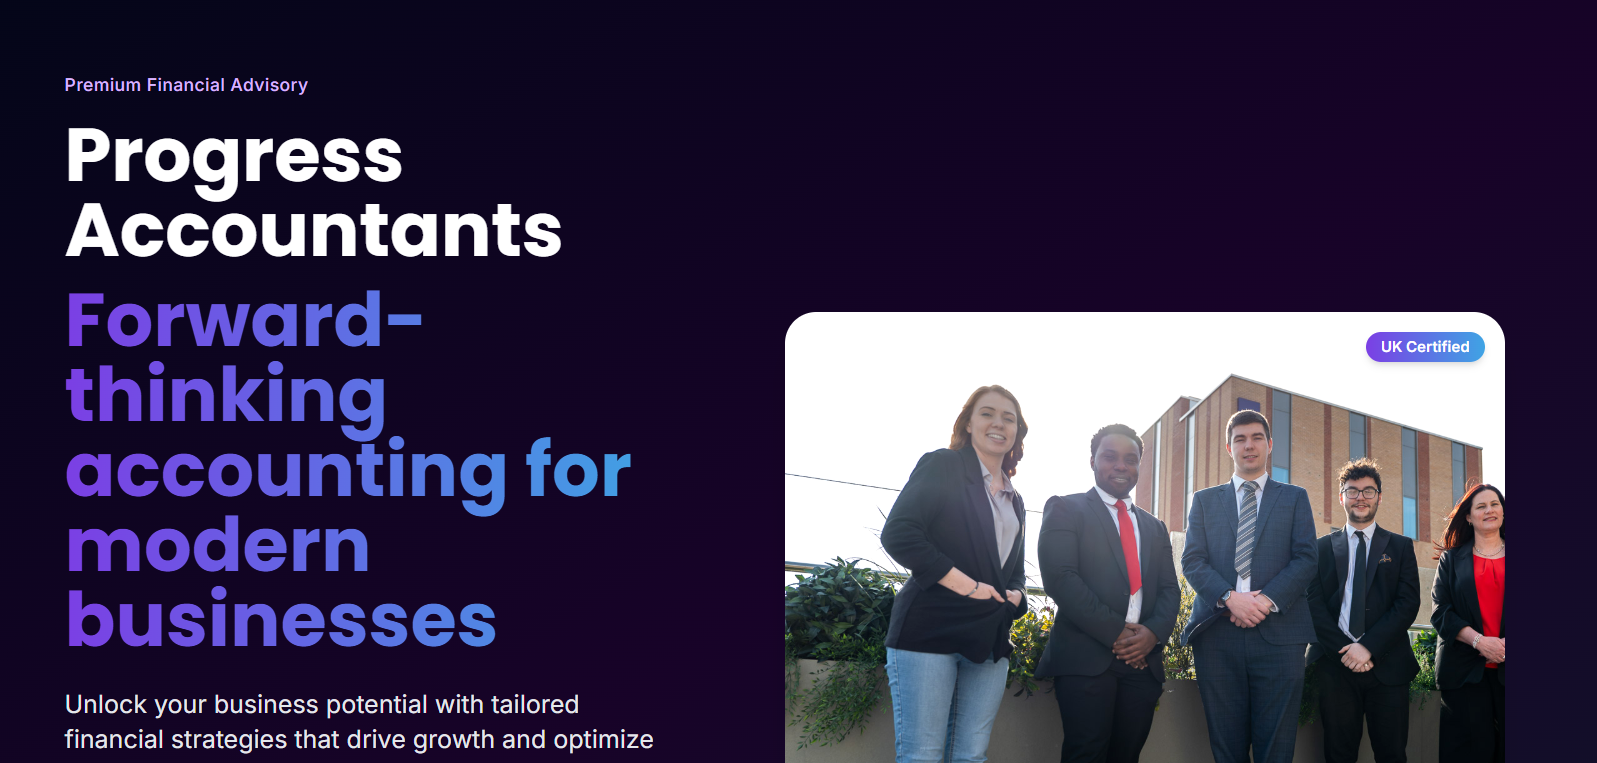 Premium Financial Advisory
Progress
Accountants
Forward-
thinking
accounting for
modern
businesses
Unlock your business potential with tailored
financial strategies that drive growth and optimize
UK Certified